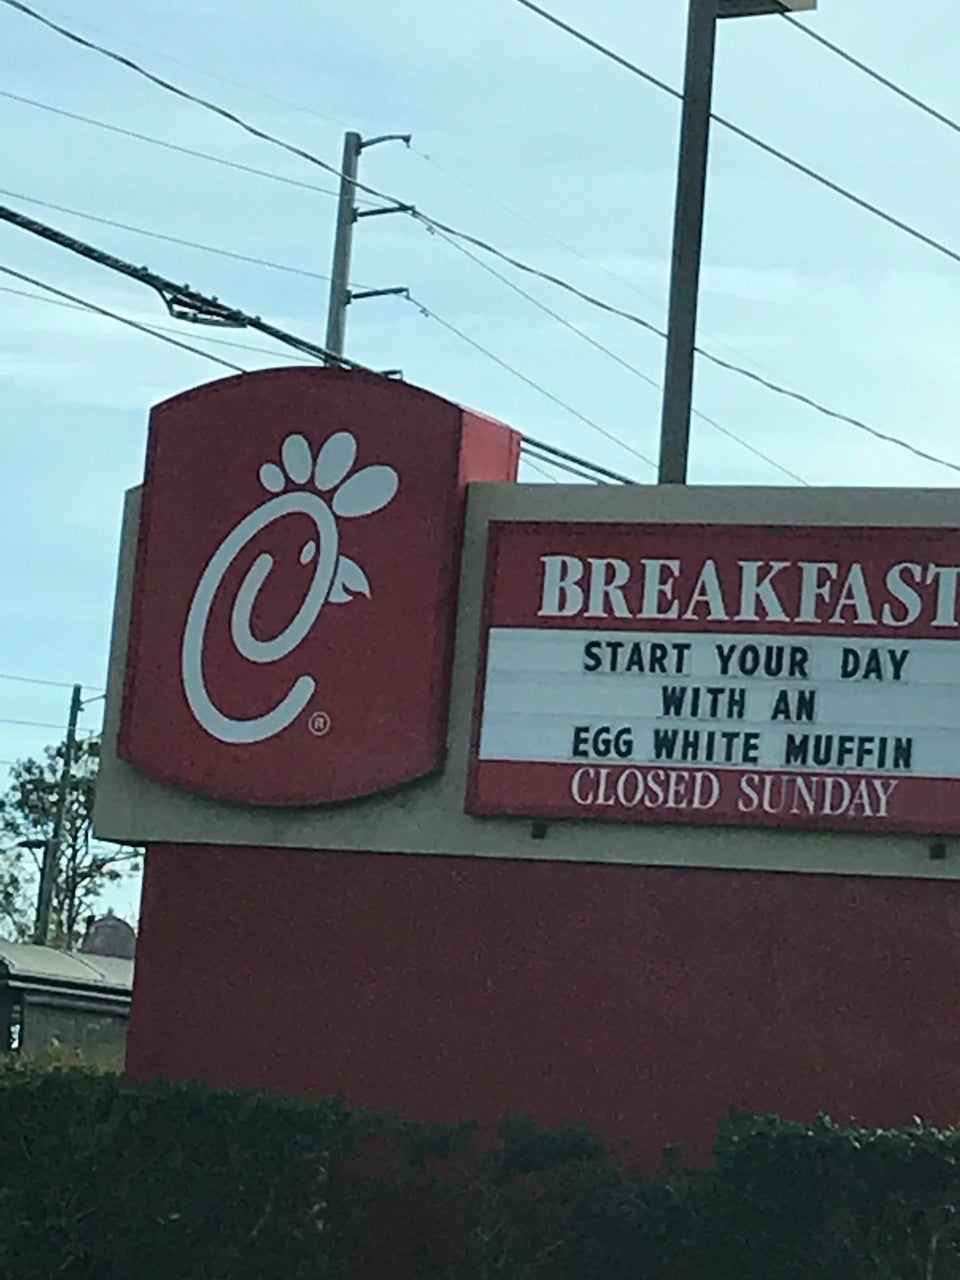 C
®
BREAKFAST
START YOUR DAY
WITH AN
EGG WHITE MUFFIN
CLOSED SUNDAY